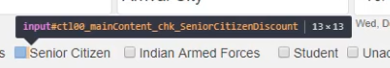 input#ctl00_mainContent_chk_SeniorCitizenDiscount | 13×13
Wed, D
s Senior Citizen Indian Armed Forces Student Unac